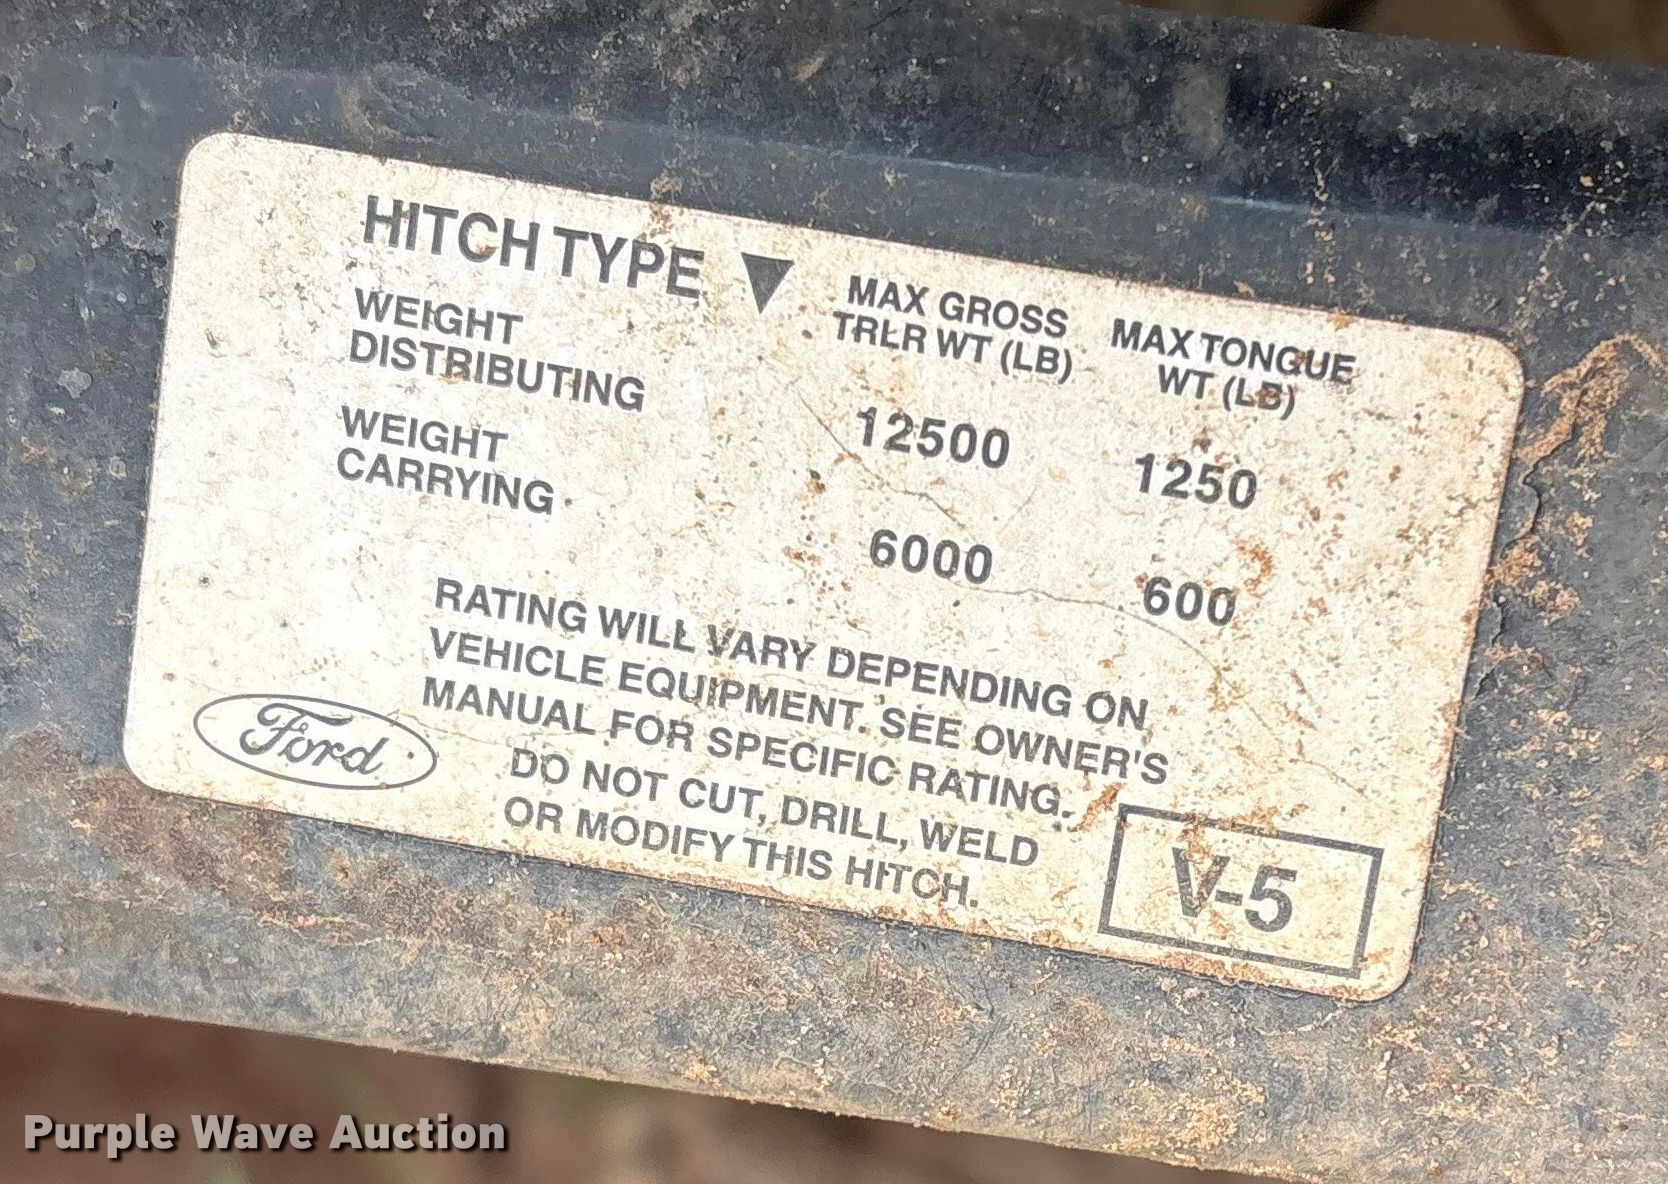 HITCH TYPE ▼
MAX GROSS
TRLR WT (LB)
MAX TONGUE
WT (LB)
WEIGHT
DISTRIBUTING
12500
1250
WEIGHT
CARRYING
6000
600
RATING WILL VARY DEPENDING ON
VEHICLE EQUIPMENT. SEE OWNER'S
MANUAL FOR SPECIFIC RATING.
DO NOT CUT, DRILL, WELD
OR MODIFY THIS HITCH.
Ford
V-5
Purple Wave Auction